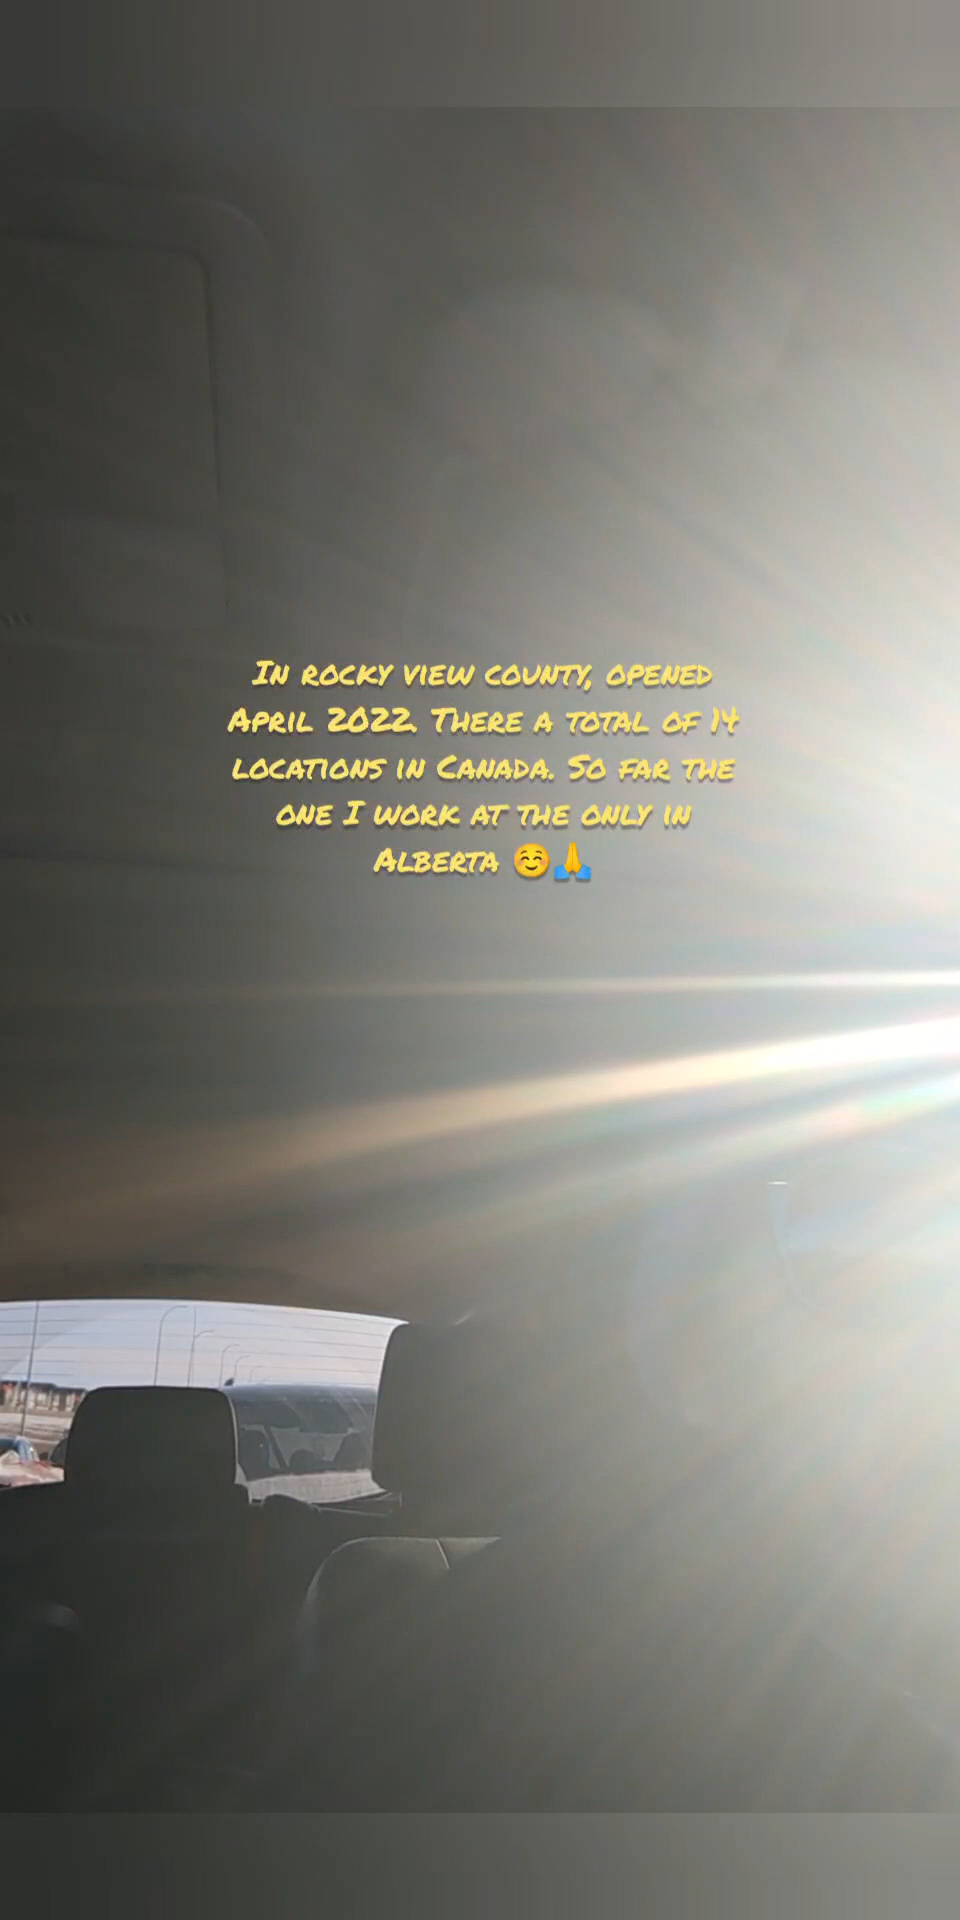 In rocky view county, opened
April 2022. There a total of 14
locations in Canada. So far the
one I work at the only in
Alberta ☺️🙏